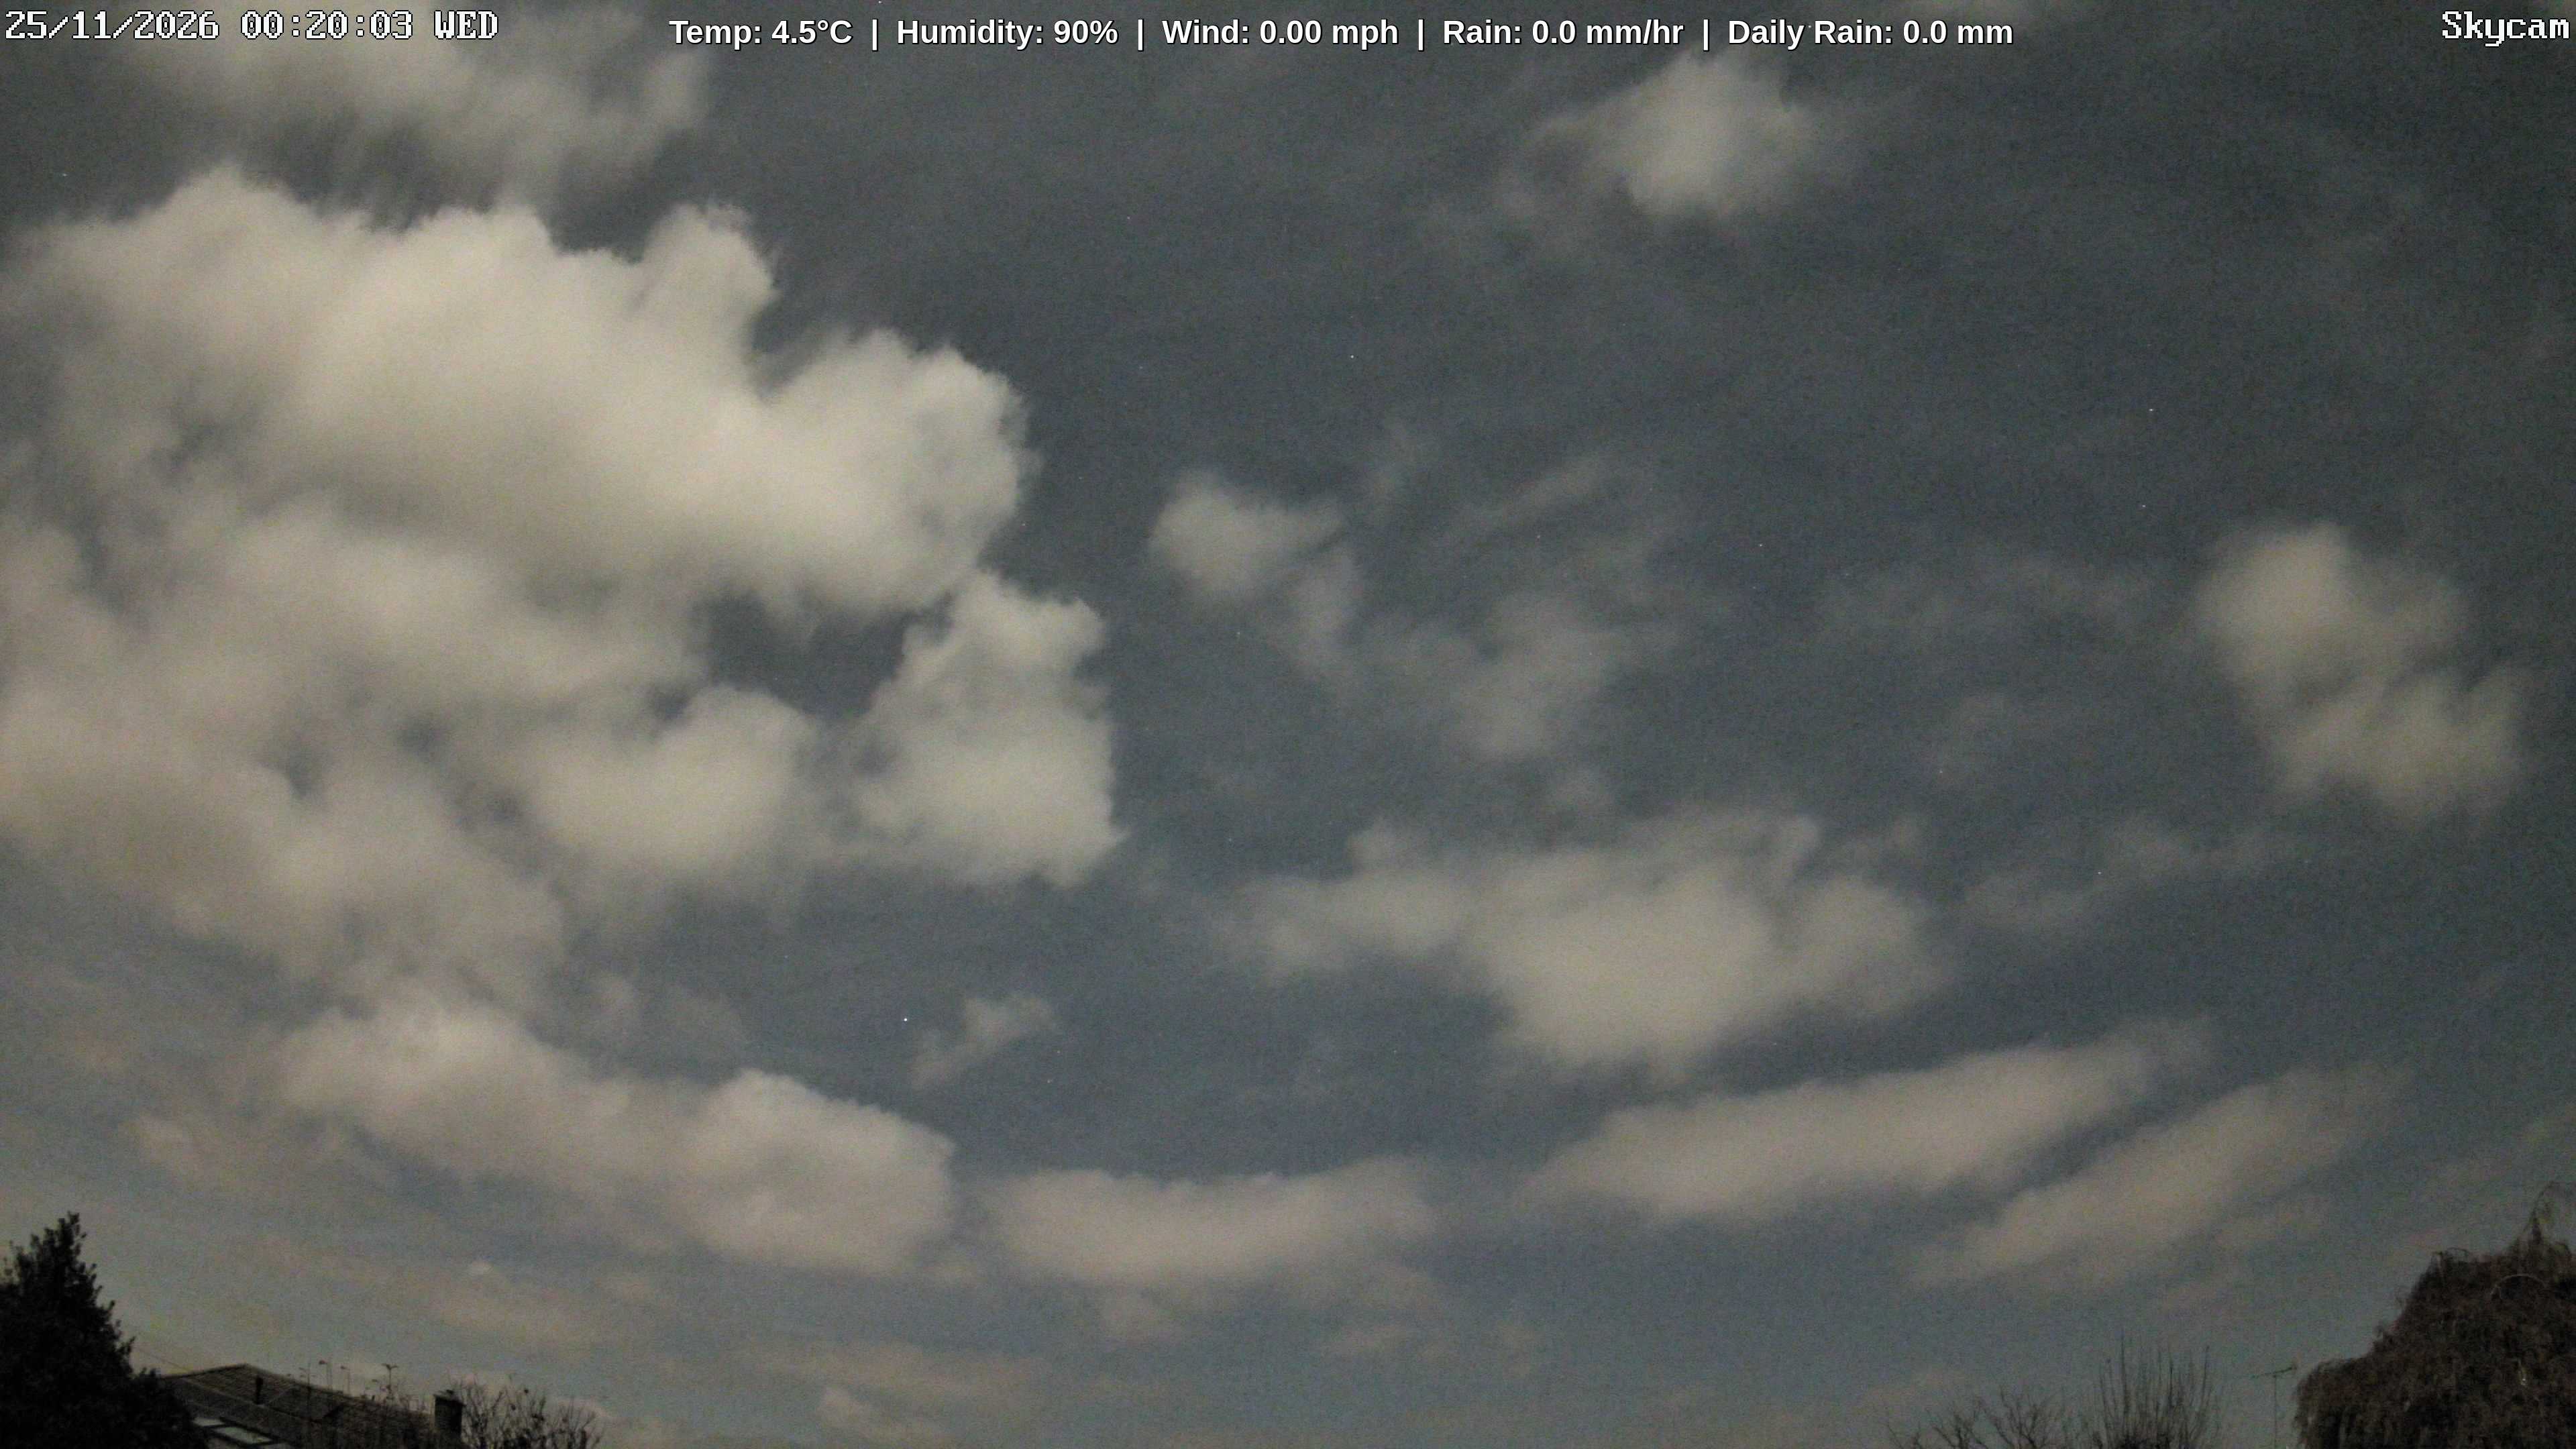 25/11/2026 00:20:03 WED
Temp: 4.5°C | Humidity: 90% | Wind: 0.00 mph | Rain: 0.0 mm/hr | Daily Rain: 0.0 mm
Skycam